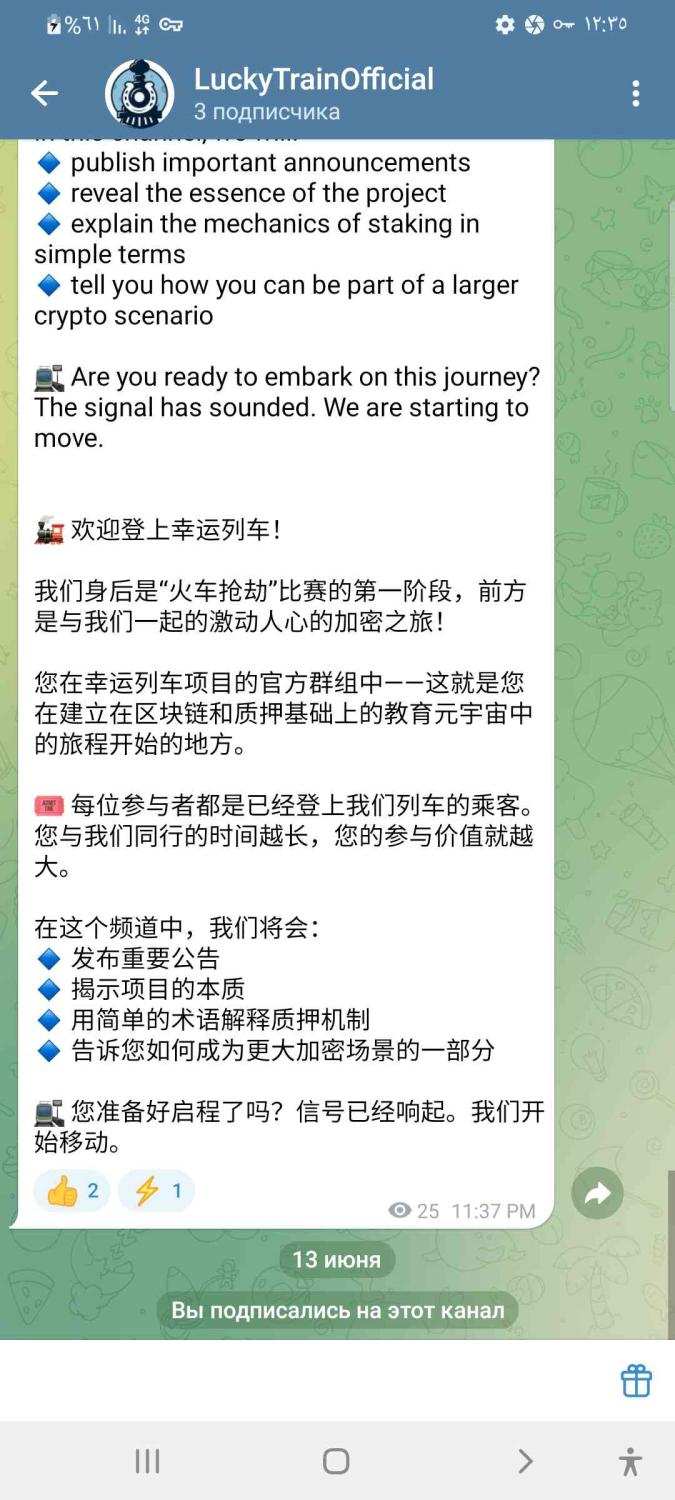 %٦١ 4G ١٢:٣٥
LuckyTrainOfficial
3 подписчика
in this channel, we will:
publish important announcements
reveal the essence of the project
explain the mechanics of staking in
simple terms
tell you how you can be part of a larger
crypto scenario
Are you ready to embark on this journey?
The signal has sounded. We are starting to
move.
欢迎登上幸运列车！
我们身后是“火车抢劫”比赛的第一阶段，前方
是与我们一起的激动人心的加密之旅！
您在幸运列车项目的官方群组中——这就是您
在建立在区块链和质押基础上的教育元宇宙中
的旅程开始的地方。
每位参与者都是已经登上我们列车的乘客。
您与我们同行的时间越长，您的参与价值就越
大。
在这个频道中，我们将会：
发布重要公告
揭示项目的本质
用简单的术语解释质押机制
告诉您如何成为更大加密场景的一部分
您准备好启程了吗？信号已经响起。我们开
始移动。
2 1
25 11:37 PM
13 июня
Вы подписались на этот канал